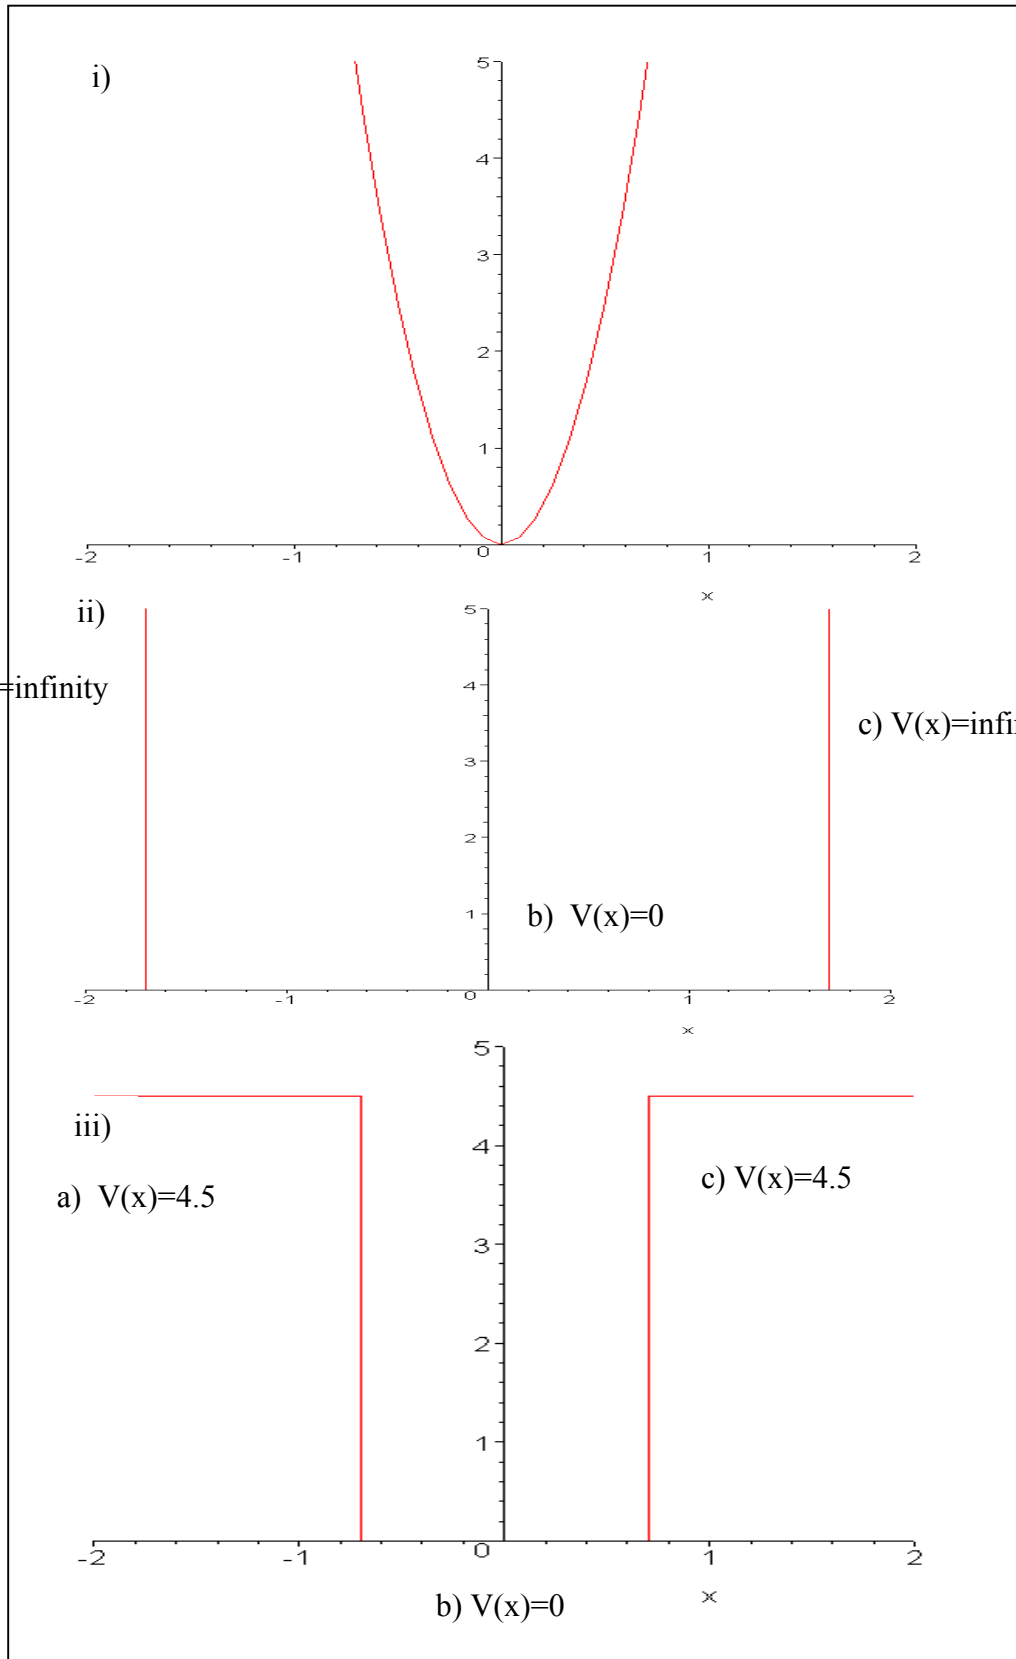 i)
5
4
3
2
1
-2 -1 0 1 2
x
ii)
5
=infinity
4
c) V(x)=infi
3
2
b) V(x)=0
1
-2 -1 0 1 2
x
5
iii)
4
a) V(x)=4.5
c) V(x)=4.5
3
2
1
-2 -1 0 1 2
b) V(x)=0
x